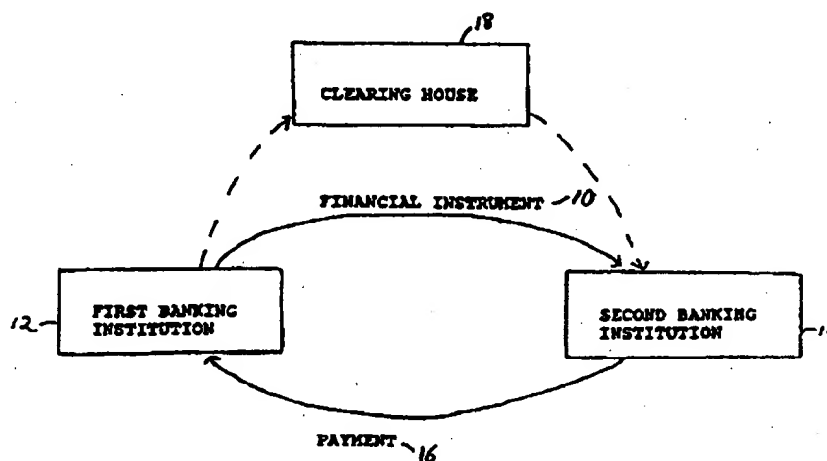 18
CLEARING HOUSE
FINANCIAL INSTRUMENT 10
12
FIRST BANKING
INSTITUTION
SECOND BANKING
INSTITUTION
PAYMENT 16